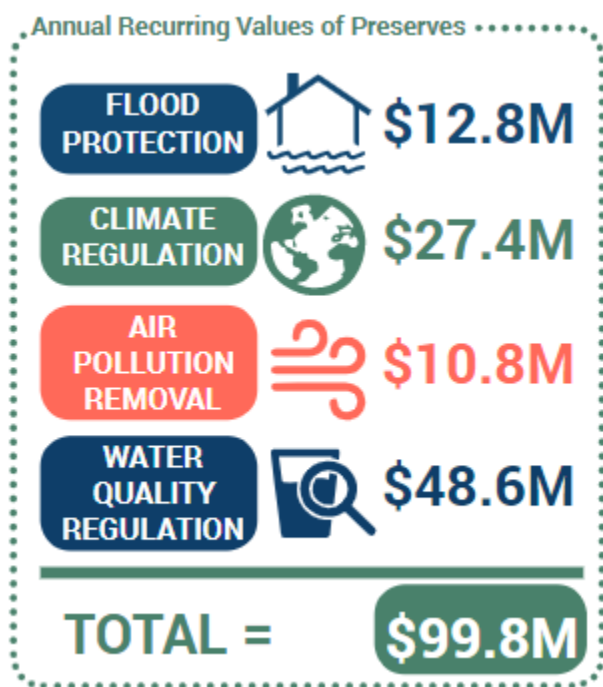 Annual Recurring Values of Preserves
FLOOD
PROTECTION
$12.8M
CLIMATE
REGULATION
$27.4M
AIR
POLLUTION
REMOVAL
$10.8M
WATER
QUALITY
REGULATION
$48.6M
TOTAL =
$99.8M